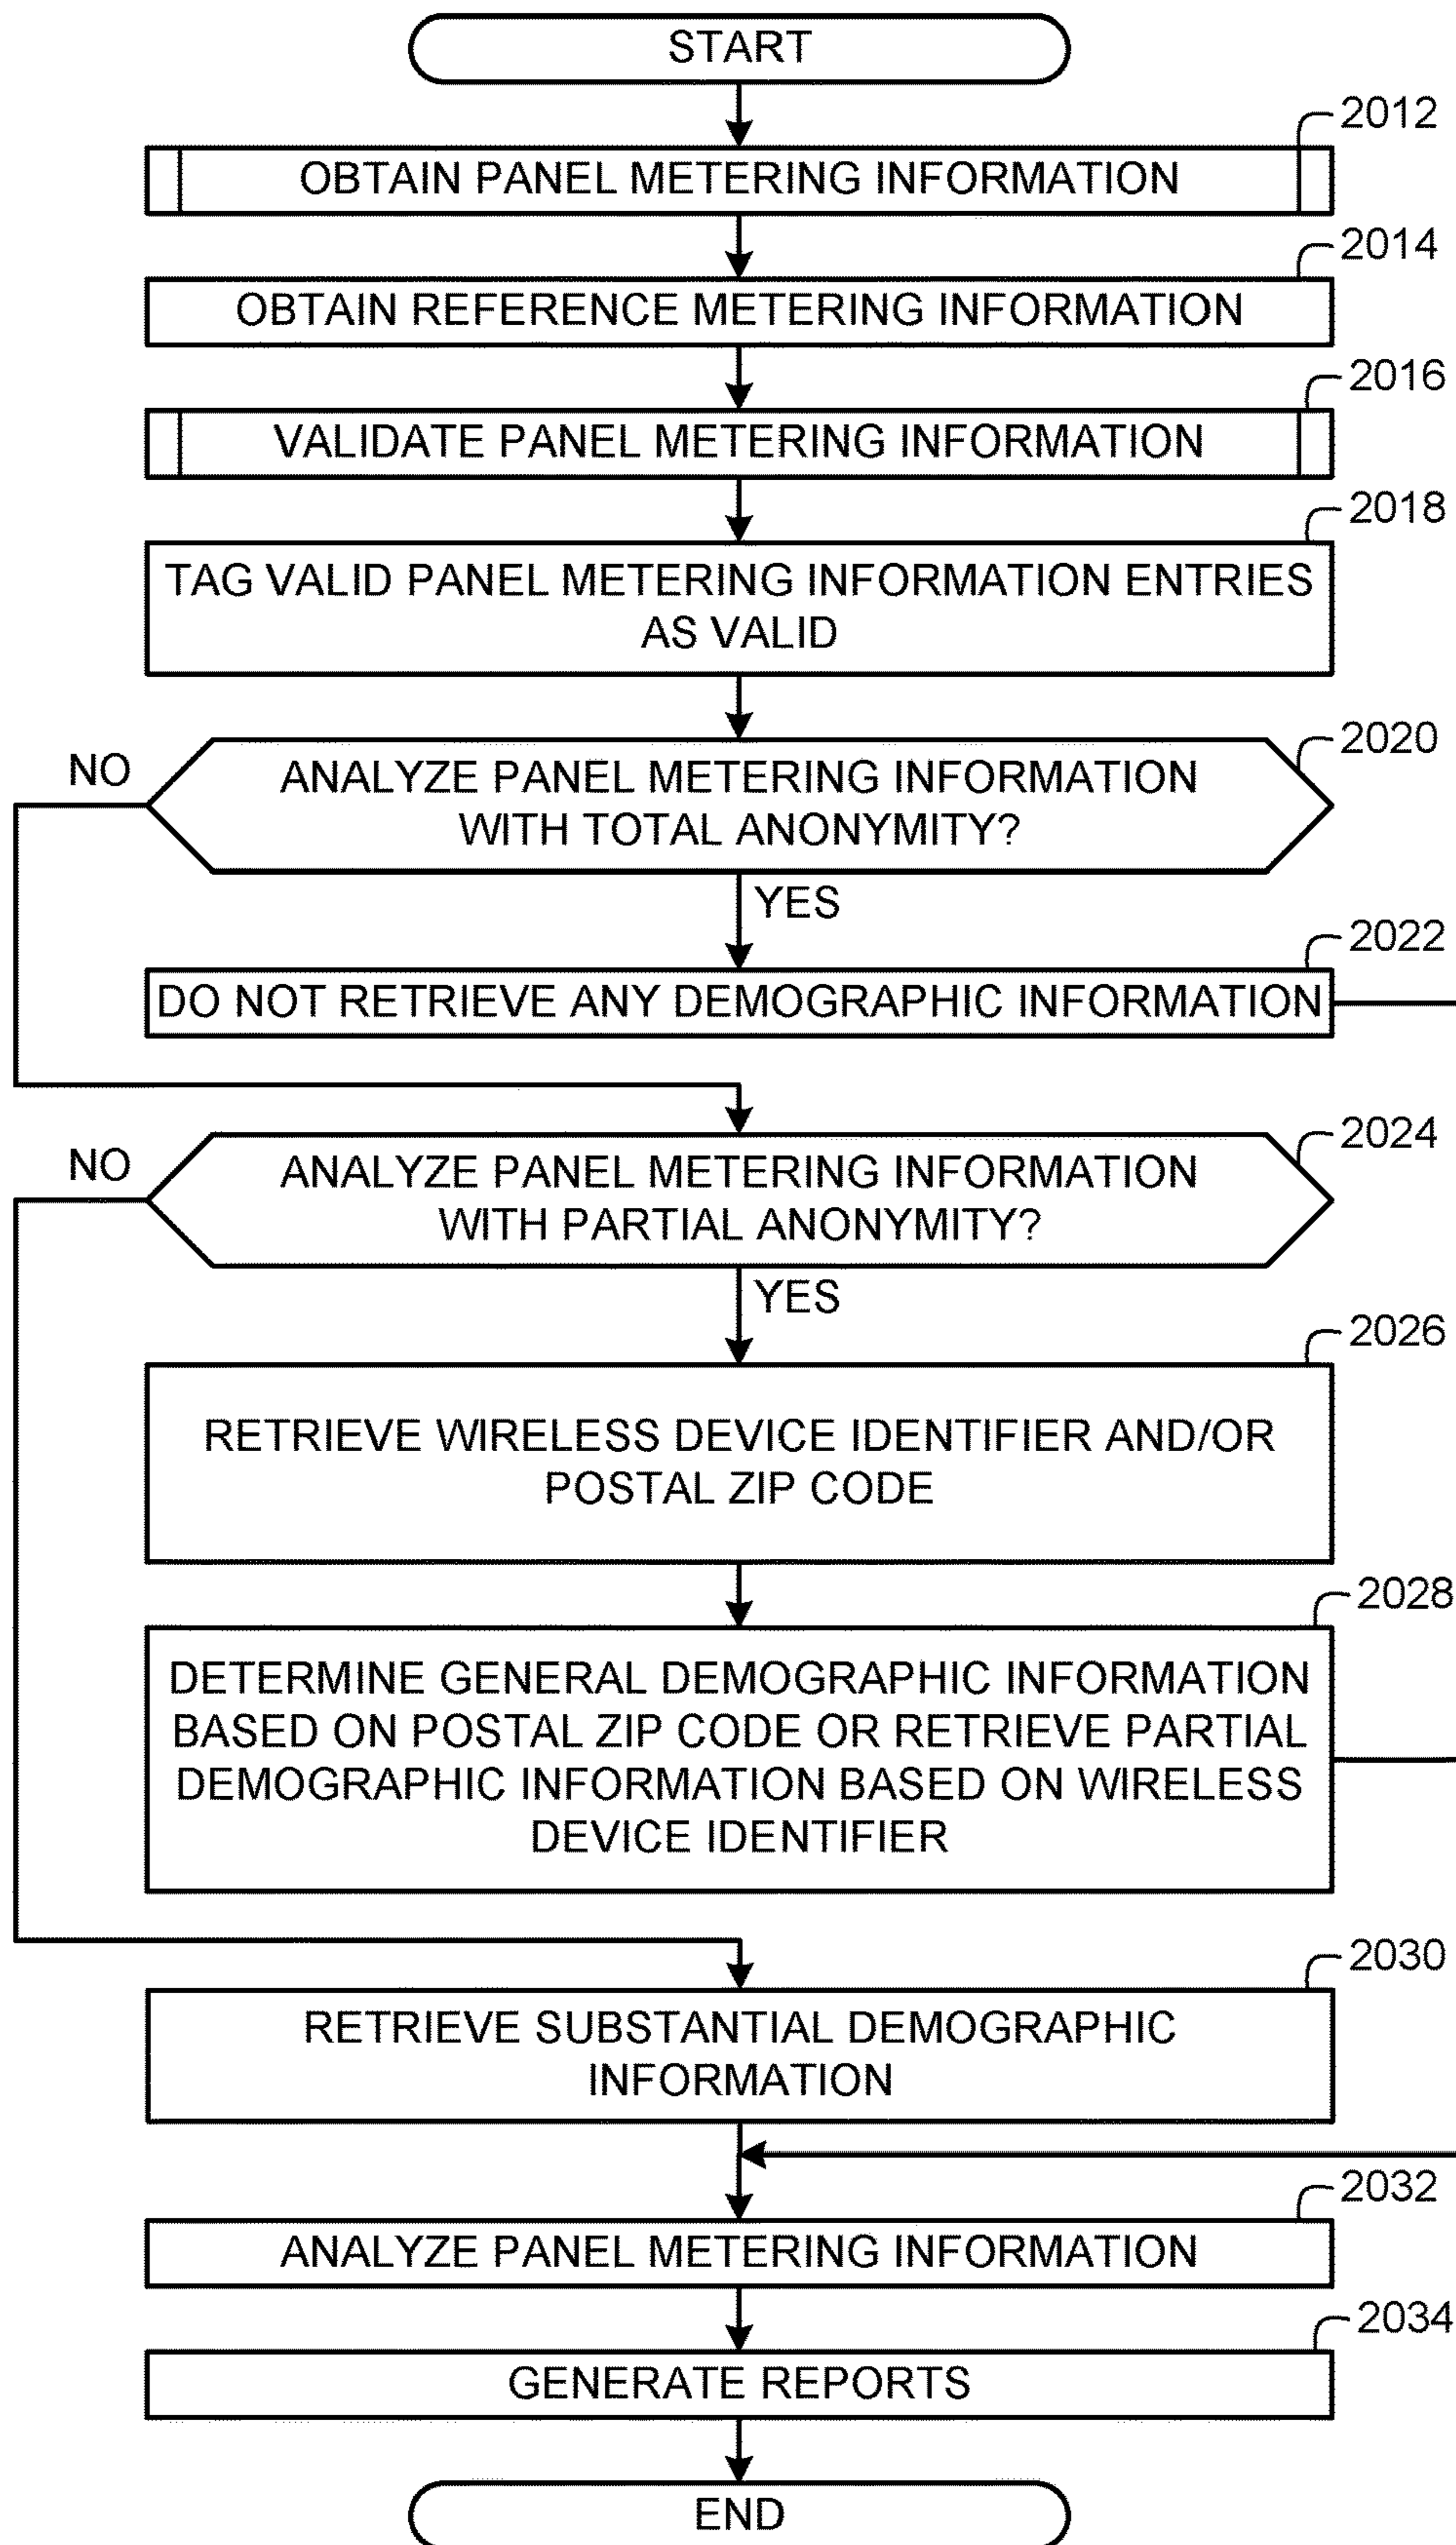 START
2012
OBTAIN PANEL METERING INFORMATION
2014
OBTAIN REFERENCE METERING INFORMATION
2016
VALIDATE PANEL METERING INFORMATION
2018
TAG VALID PANEL METERING INFORMATION ENTRIES
AS VALID
2020
NO
ANALYZE PANEL METERING INFORMATION
WITH TOTAL ANONYMITY?
YES
2022
DO NOT RETRIEVE ANY DEMOGRAPHIC INFORMATION
2024
NO
ANALYZE PANEL METERING INFORMATION
WITH PARTIAL ANONYMITY?
YES
2026
RETRIEVE WIRELESS DEVICE IDENTIFIER AND/OR
POSTAL ZIP CODE
2028
DETERMINE GENERAL DEMOGRAPHIC INFORMATION
BASED ON POSTAL ZIP CODE OR RETRIEVE PARTIAL
DEMOGRAPHIC INFORMATION BASED ON WIRELESS
DEVICE IDENTIFIER
2030
RETRIEVE SUBSTANTIAL DEMOGRAPHIC
INFORMATION
2032
ANALYZE PANEL METERING INFORMATION
2034
GENERATE REPORTS
END